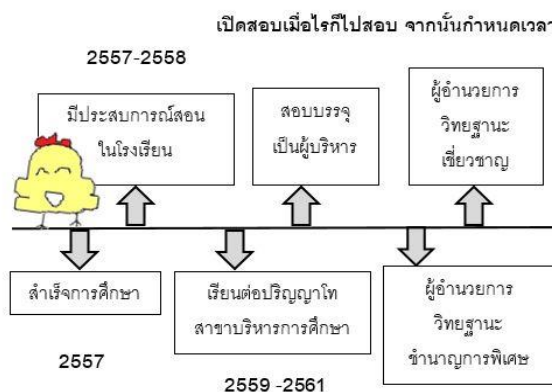 เปิดสอบเมื่อไรก็ไปสอบ จากนั้นกำหนดเวลา
2557-2558
มีประสบการณ์สอน
ในโรงเรียน
สอบบรรจุ
เป็นผู้บริหาร
ผู้อำนวยการ
วิทยฐานะ
เชี่ยวชาญ
สำเร็จการศึกษา
2557
เรียนต่อปริญญาโท
สาขาบริหารการศึกษา
2559 -2561
ผู้อำนวยการ
วิทยฐานะ
ชำนาญการพิเศษ